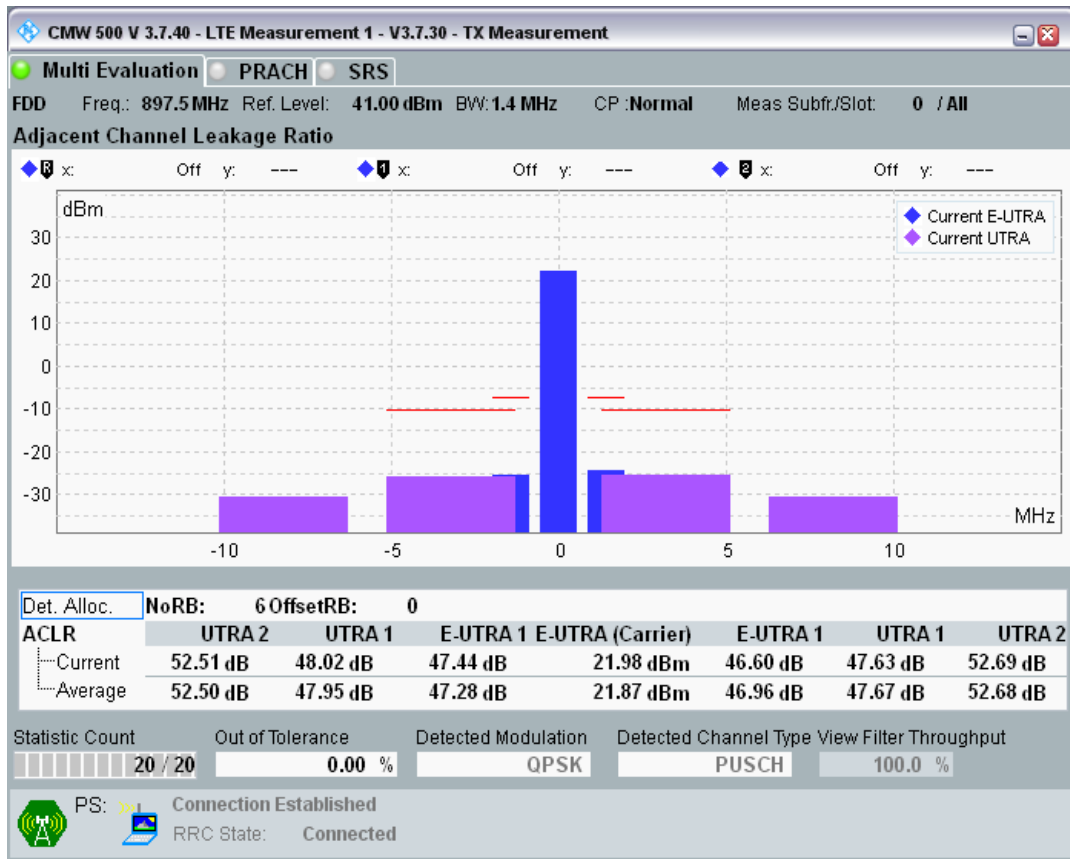 CMW 500 V 3.7.40 - LTE Measurement 1 - V3.7.30 - TX Measurement
Multi Evaluation PRACH SRS
FDD Freq.: 897.5 MHz Ref. Level: 41.00 dBm BW: 1.4 MHz CP :Normal Meas Subfr./Slot: 0 / All
Adjacent Channel Leakage Ratio
R x: Off y: --- 1 x: Off y: --- 2 x: Off y: ---
dBm
Current E-UTRA
Current UTRA
30
20
10
0
-10
-20
-30
MHz
-10 -5 0 5 10
Det. Alloc. NoRB: 6 OffsetRB: 0
ACLR UTRA 2 UTRA 1 E-UTRA 1 E-UTRA (Carrier) E-UTRA 1 UTRA 1 UTRA 2
Current 52.51 dB 48.02 dB 47.44 dB 21.98 dBm 46.60 dB 47.63 dB 52.69 dB
Average 52.50 dB 47.95 dB 47.28 dB 21.87 dBm 46.96 dB 47.67 dB 52.68 dB
Statistic Count Out of Tolerance Detected Modulation Detected Channel Type View Filter Throughput
20 / 20 0.00 % QPSK PUSCH 100.0 %
PS: Connection Established
RRC State: Connected